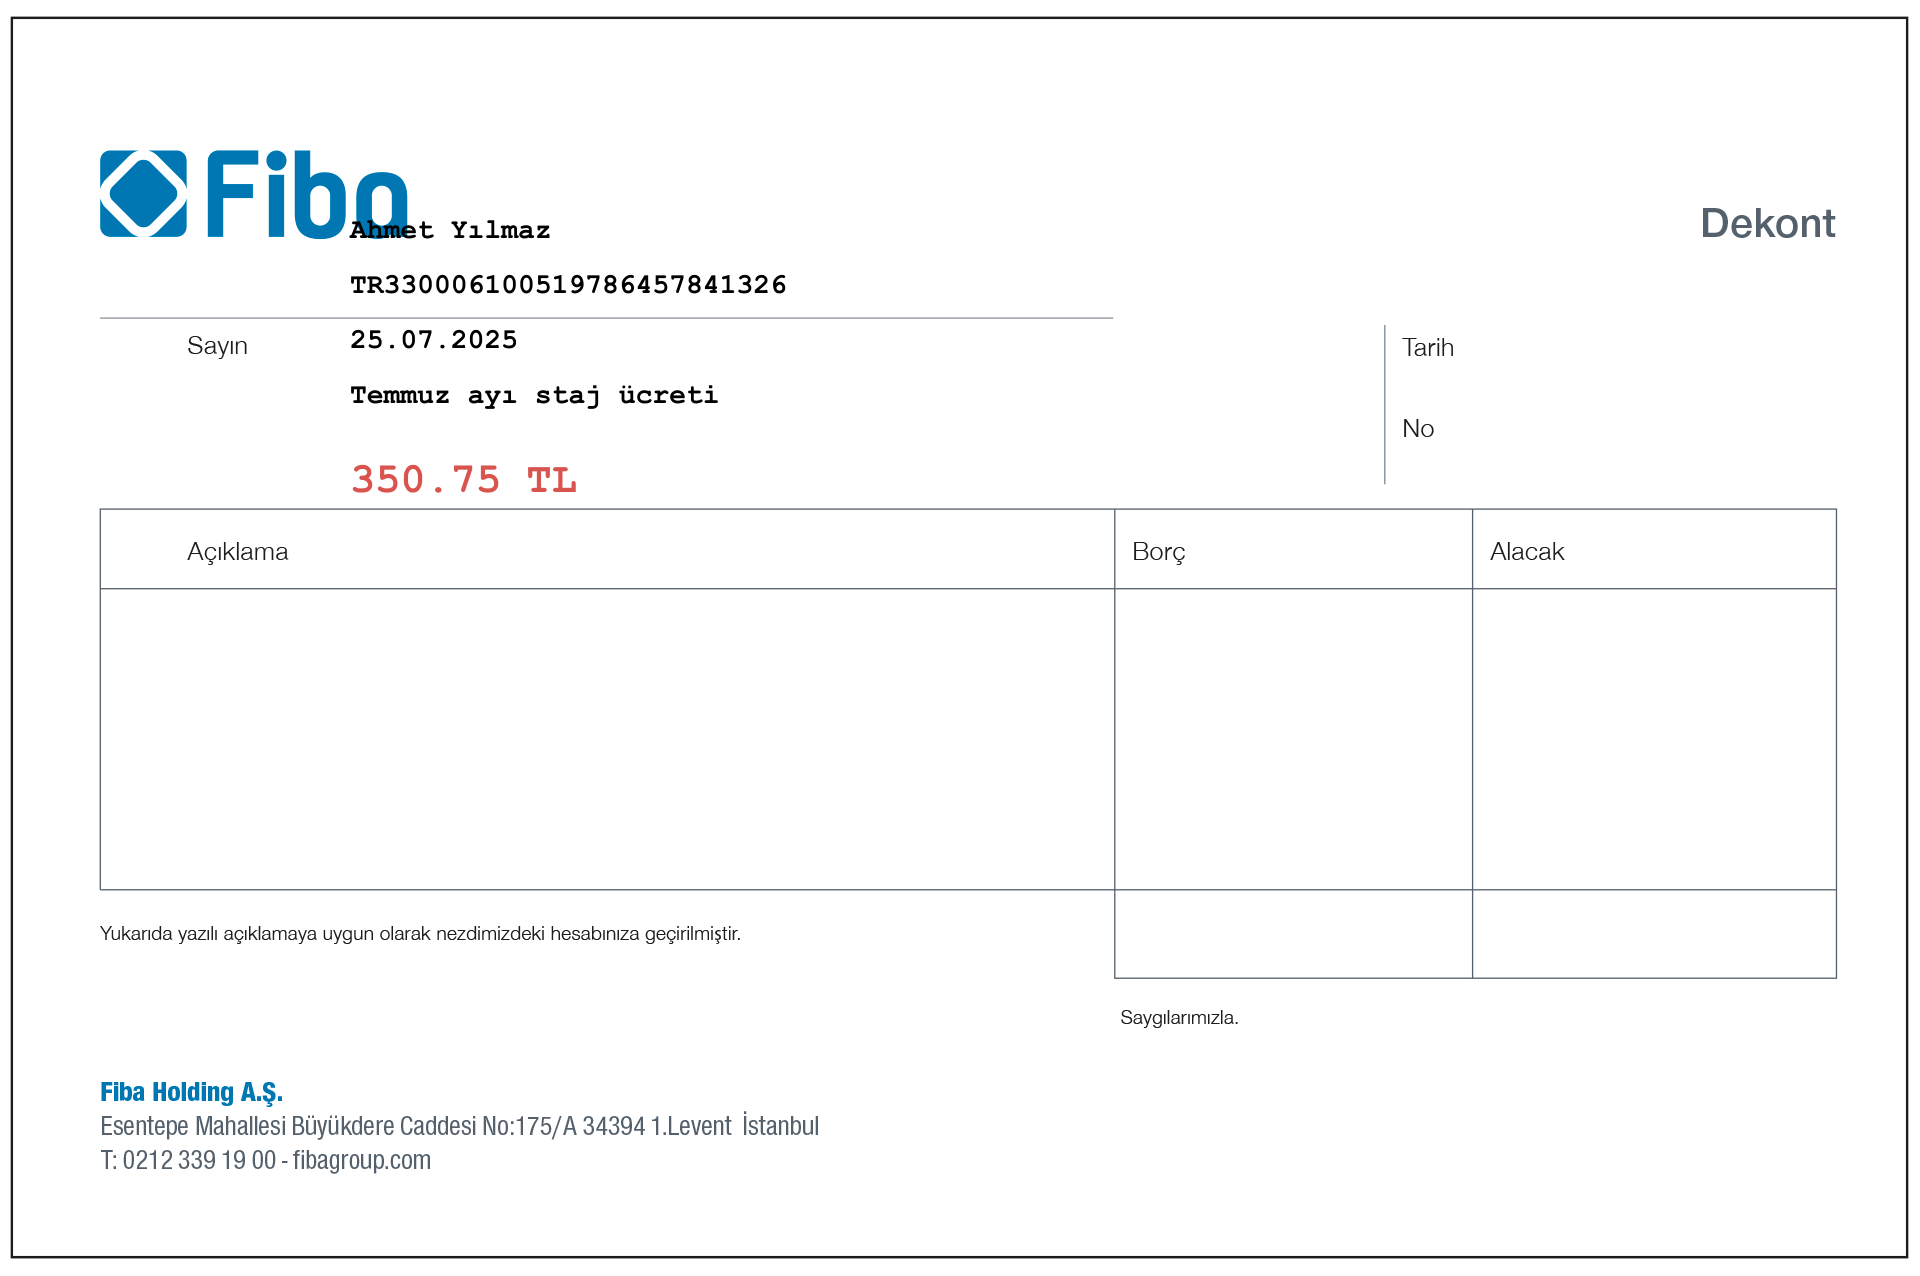 Fiba
Ahmet Yılmaz
Dekont
TR330006100519786457841326
Sayın
25.07.2025
Tarih
Temmuz ayı staj ücreti
No
350.75 TL
Açıklama
Borç
Alacak
Yukarıda yazılı açıklamaya uygun olarak nezdimizdeki hesabınıza geçirilmiştir.
Saygılarımızla.
Fiba Holding A.Ş.
Esentepe Mahallesi Büyükdere Caddesi No:175/A 34394 1.Levent İstanbul
T: 0212 339 19 00 - fibagroup.com